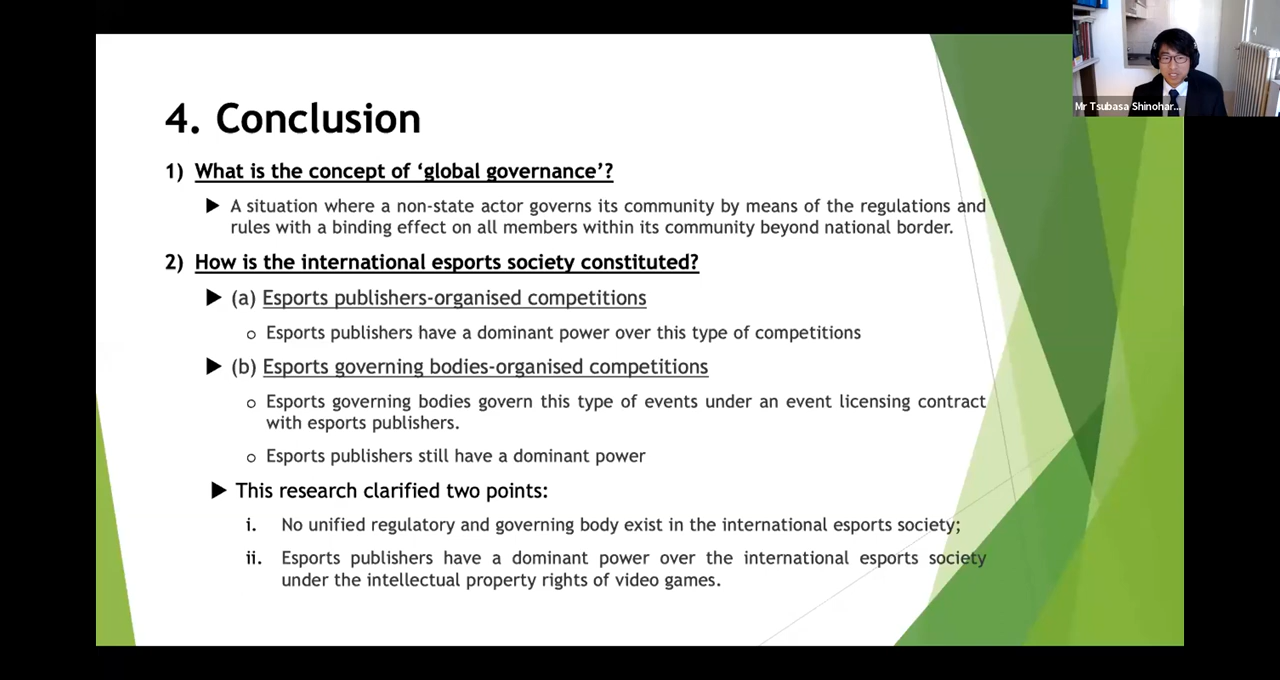 Mr Tsubasa Shinohar...
4. Conclusion
1) What is the concept of ‘global governance’?
▶ A situation where a non-state actor governs its community by means of the regulations and
rules with a binding effect on all members within its community beyond national border.
2) How is the international esports society constituted?
▶ (a) Esports publishers-organised competitions
o Esports publishers have a dominant power over this type of competitions
▶ (b) Esports governing bodies-organised competitions
o Esports governing bodies govern this type of events under an event licensing contract
with esports publishers.
o Esports publishers still have a dominant power
▶ This research clarified two points:
i. No unified regulatory and governing body exist in the international esports society;
ii. Esports publishers have a dominant power over the international esports society
under the intellectual property rights of video games.